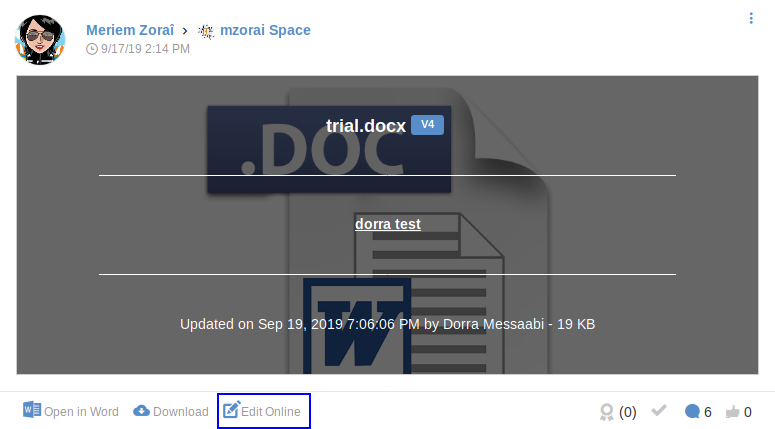 Meriem Zoraî > mzorai Space
9/17/19 2:14 PM
.DOC
trial.docx V4
dorra test
W
Updated on Sep 19, 2019 7:06:06 PM by Dorra Messaabi - 19 KB
W Open in Word Download Edit Online (0) 6 0